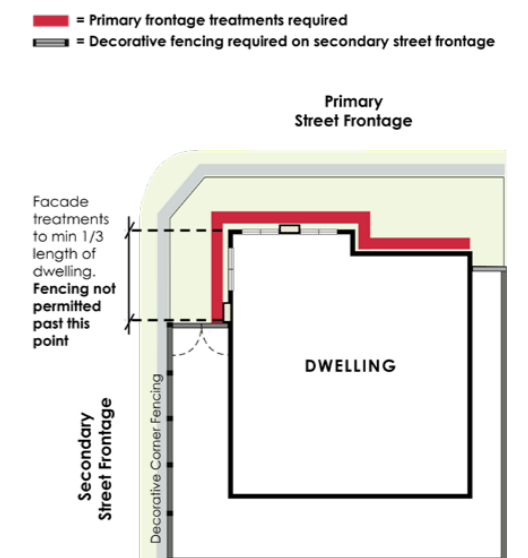 = Primary frontage treatments required
= Decorative fencing required on secondary street frontage
Primary
Street Frontage
Facade
treatments
to min 1/3
length of
dwelling.
Fencing not
permitted
past this
point
DWELLING
Secondary
Street Frontage
Decorative Corner Fencing